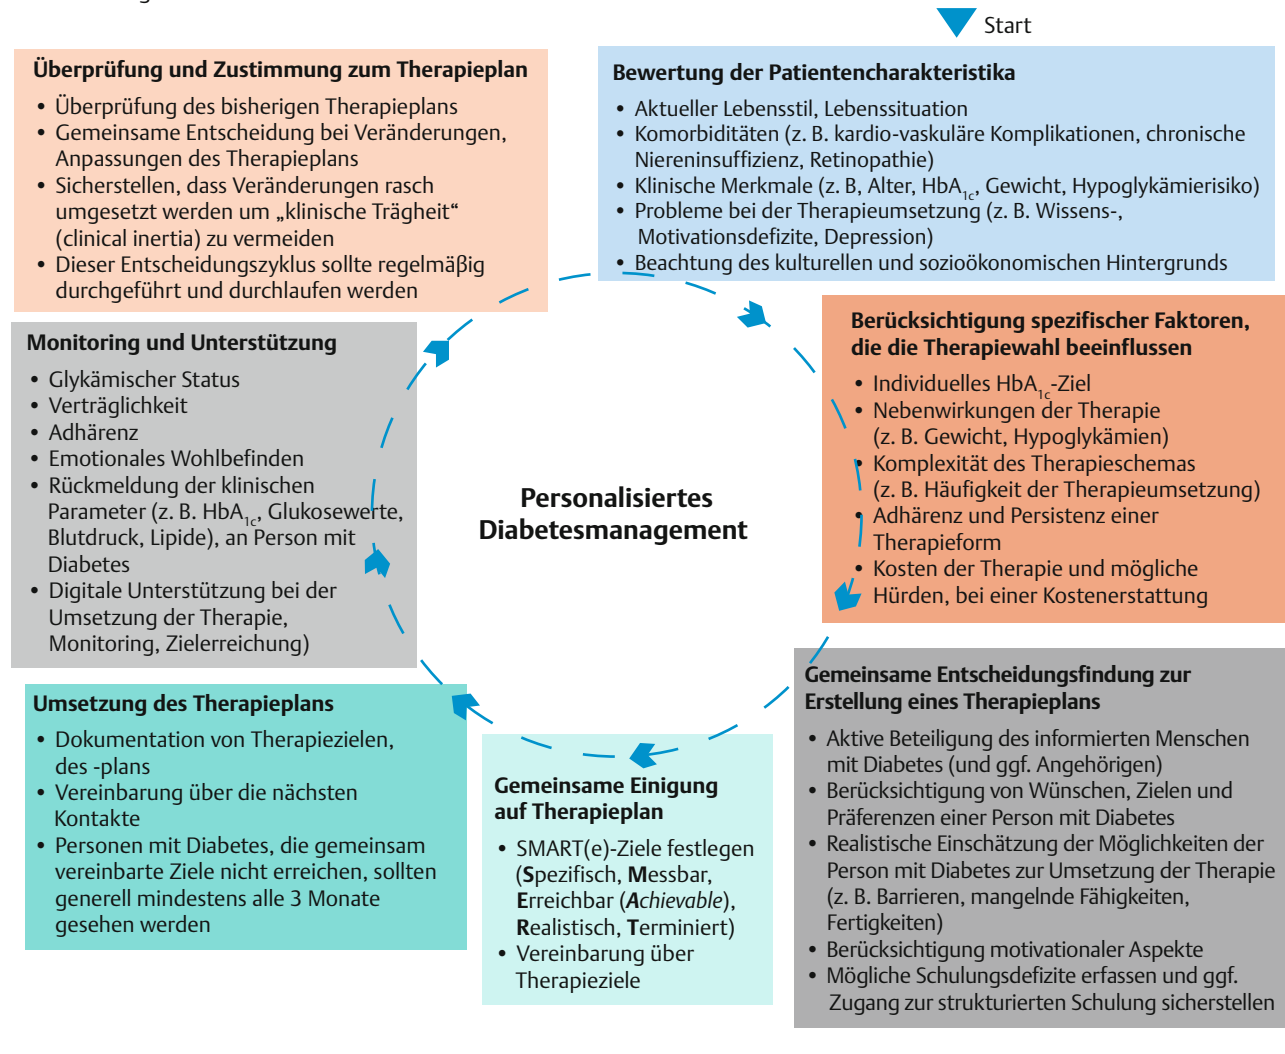 Start
Überprüfung und Zustimmung zum Therapieplan
• Überprüfung des bisherigen Therapieplans
• Gemeinsame Entscheidung bei Veränderungen,
Anpassungen des Therapieplans
• Sicherstellen, dass Veränderungen rasch
umgesetzt werden um „klinische Trägheit“
(clinical inertia) zu vermeiden
• Dieser Entscheidungszyklus sollte regelmäßig
durchgeführt und durchlaufen werden
Bewertung der Patientencharakteristika
• Aktueller Lebensstil, Lebenssituation
• Komorbiditäten (z. B. kardio-vaskuläre Komplikationen, chronische
Niereninsuffizienz, Retinopathie)
• Klinische Merkmale (z. B, Alter, HbA1c, Gewicht, Hypoglykämierisiko)
• Probleme bei der Therapieumsetzung (z. B. Wissens-,
Motivationsdefizite, Depression)
• Beachtung des kulturellen und sozioökonomischen Hintergrunds
Berücksichtigung spezifischer Faktoren,
die die Therapiewahl beeinflussen
• Individuelles HbA1c-Ziel
• Nebenwirkungen der Therapie
(z. B. Gewicht, Hypoglykämien)
• Komplexität des Therapieschemas
(z. B. Häufigkeit der Therapieumsetzung)
• Adhärenz und Persistenz einer
Therapieform
• Kosten der Therapie und mögliche
Hürden, bei einer Kostenerstattung
Monitoring und Unterstützung
• Glykämischer Status
• Verträglichkeit
• Adhärenz
• Emotionales Wohlbefinden
• Rückmeldung der klinischen
Parameter (z. B. HbA1c, Glukosewerte,
Blutdruck, Lipide), an Person mit
Diabetes
• Digitale Unterstützung bei der
Umsetzung der Therapie,
Monitoring, Zielerreichung)
Personalisiertes
Diabetesmanagement
Gemeinsame Entscheidungsfindung zur
Erstellung eines Therapieplans
• Aktive Beteiligung des informierten Menschen
mit Diabetes (und ggf. Angehörigen)
• Berücksichtigung von Wünschen, Zielen und
Präferenzen einer Person mit Diabetes
• Realistische Einschätzung der Möglichkeiten der
Person mit Diabetes zur Umsetzung der Therapie
(z. B. Barrieren, mangelnde Fähigkeiten,
Fertigkeiten)
• Berücksichtigung motivationaler Aspekte
• Mögliche Schulungsdefizite erfassen und ggf.
Zugang zur strukturierten Schulung sicherstellen
Gemeinsame Einigung
auf Therapieplan
• SMART(e)-Ziele festlegen
(Spezifisch, Messbar,
Erreichbar (Achievable),
Realistisch, Terminiert)
• Vereinbarung über
Therapieziele
Umsetzung des Therapieplans
• Dokumentation von Therapiezielen,
des -plans
• Vereinbarung über die nächsten
Kontakte
• Personen mit Diabetes, die gemeinsam
vereinbarte Ziele nicht erreichen, sollten
generell mindestens alle 3 Monate
gesehen werden